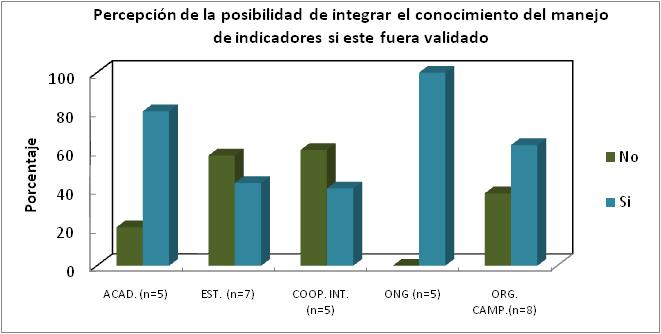 Percepción de la posibilidad de integrar el conocimiento del manejo
de indicadores si este fuera validado
Porcentaje
100
80
60
40
20
0
No
Si
ACAD. (n=5)
EST. (n=7)
COOP. INT.
(n=5)
ONG (n=5)
ORG.
CAMP.(n=8)